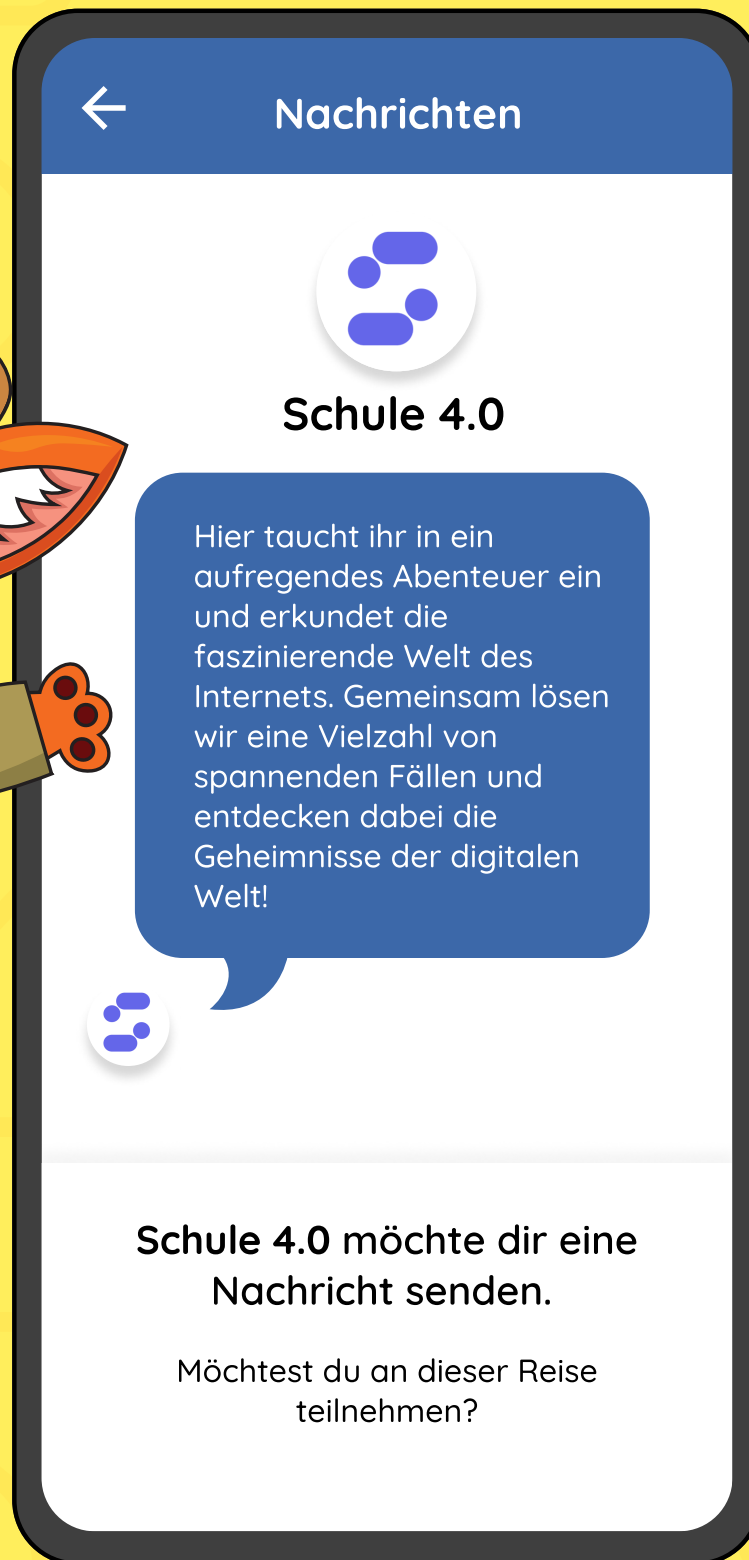 Nachrichten
Schule 4.0
Hier taucht ihr in ein
aufregendes Abenteuer ein
und erkundet die
faszinierende Welt des
Internets. Gemeinsam lösen
wir eine Vielzahl von
spannenden Fällen und
entdecken dabei die
Geheimnisse der digitalen
Welt!
Schule 4.0 möchte dir eine
Nachricht senden.
Möchtest du an dieser Reise
teilnehmen?